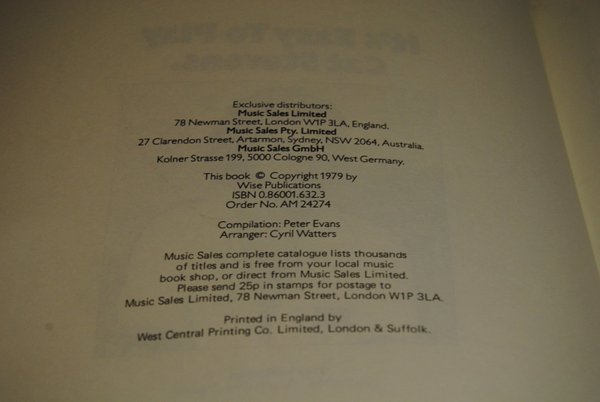 Exclusive distributors:
Music Sales Limited
78 Newman Street, London W1P 3LA, England.
Music Sales Pty. Limited
27 Clarendon Street, Artarmon, Sydney, NSW 2064, Australia.
Music Sales GmbH
Kolner Strasse 199, 5000 Cologne 90, West Germany.
This book © Copyright 1979 by
Wise Publications
ISBN 0.86001.632.3
Order No. AM 24274
Compilation: Peter Evans
Arranger: Cyril Watters
Music Sales complete catalogue lists thousands
of titles and is free from your local music
book shop, or direct from Music Sales Limited.
Please send 25p in stamps for postage to
Music Sales Limited, 78 Newman Street, London W1P 3LA.
Printed in England by
West Central Printing Co. Limited, London & Suffolk.